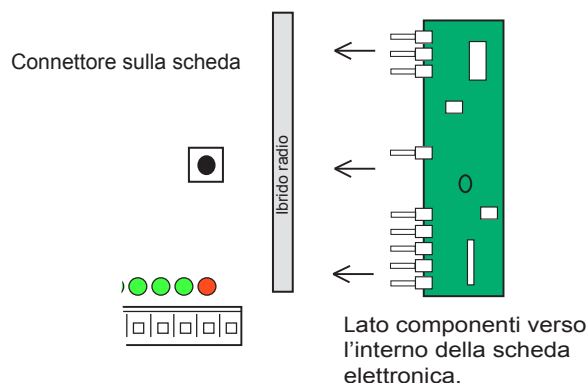 Connettore sulla scheda
Ibrido radio
Lato componenti verso
l'interno della scheda
elettronica.